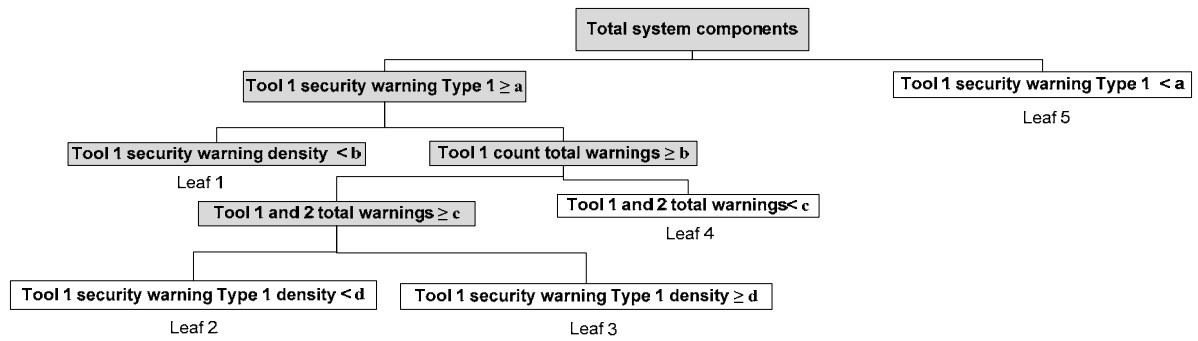 Total system components
Tool 1 security warning Type 1 ≥ a
Tool 1 security warning Type 1 < a
Leaf 5
Tool 1 security warning density < b
Tool 1 count total warnings ≥ b
Leaf 1
Tool 1 and 2 total warnings ≥ c
Tool 1 and 2 total warnings< c
Leaf 4
Tool 1 security warning Type 1 density < d
Tool 1 security warning Type 1 density ≥ d
Leaf 2
Leaf 3